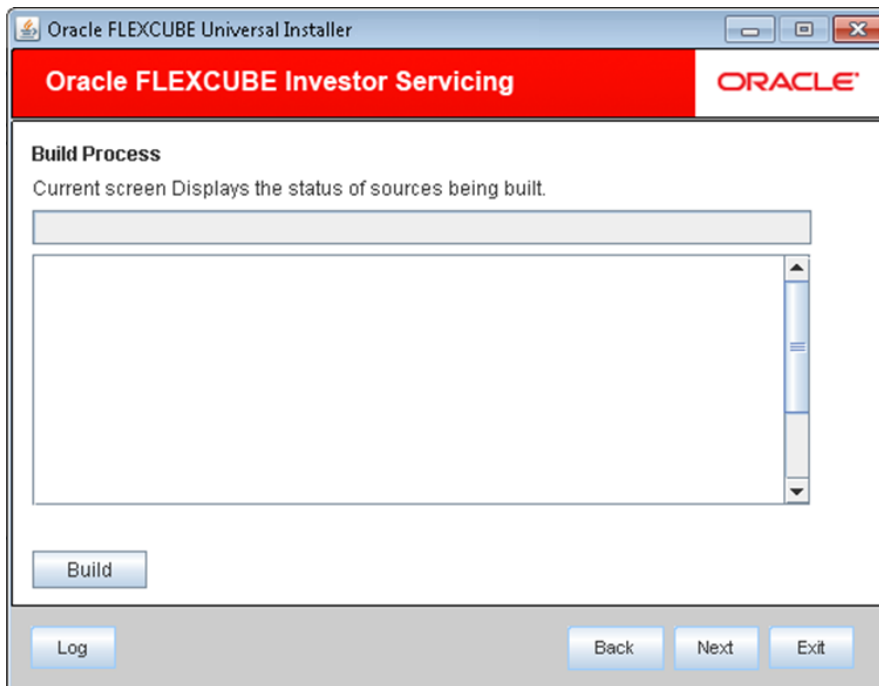 Oracle FLEXCUBE Universal Installer
Oracle FLEXCUBE Investor Servicing
ORACLE
Build Process
Current screen Displays the status of sources being built.
Build
Log
Back
Next
Exit